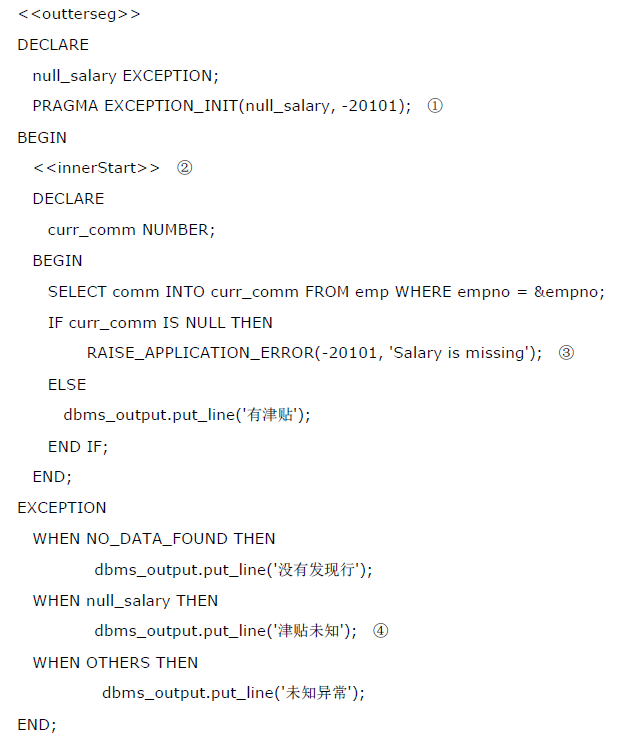 <<outterseg>>
DECLARE
null_salary EXCEPTION;
PRAGMA EXCEPTION_INIT(null_salary, -20101); ①
BEGIN
<<innerStart>> ②
DECLARE
curr_comm NUMBER;
BEGIN
SELECT comm INTO curr_comm FROM emp WHERE empno = &empno;
IF curr_comm IS NULL THEN
RAISE_APPLICATION_ERROR(-20101, 'Salary is missing'); ③
ELSE
dbms_output.put_line('有津贴');
END IF;
END;
EXCEPTION
WHEN NO_DATA_FOUND THEN
dbms_output.put_line('没有发现行');
WHEN null_salary THEN
dbms_output.put_line('津贴未知'); ④
WHEN OTHERS THEN
dbms_output.put_line('未知异常');
END;